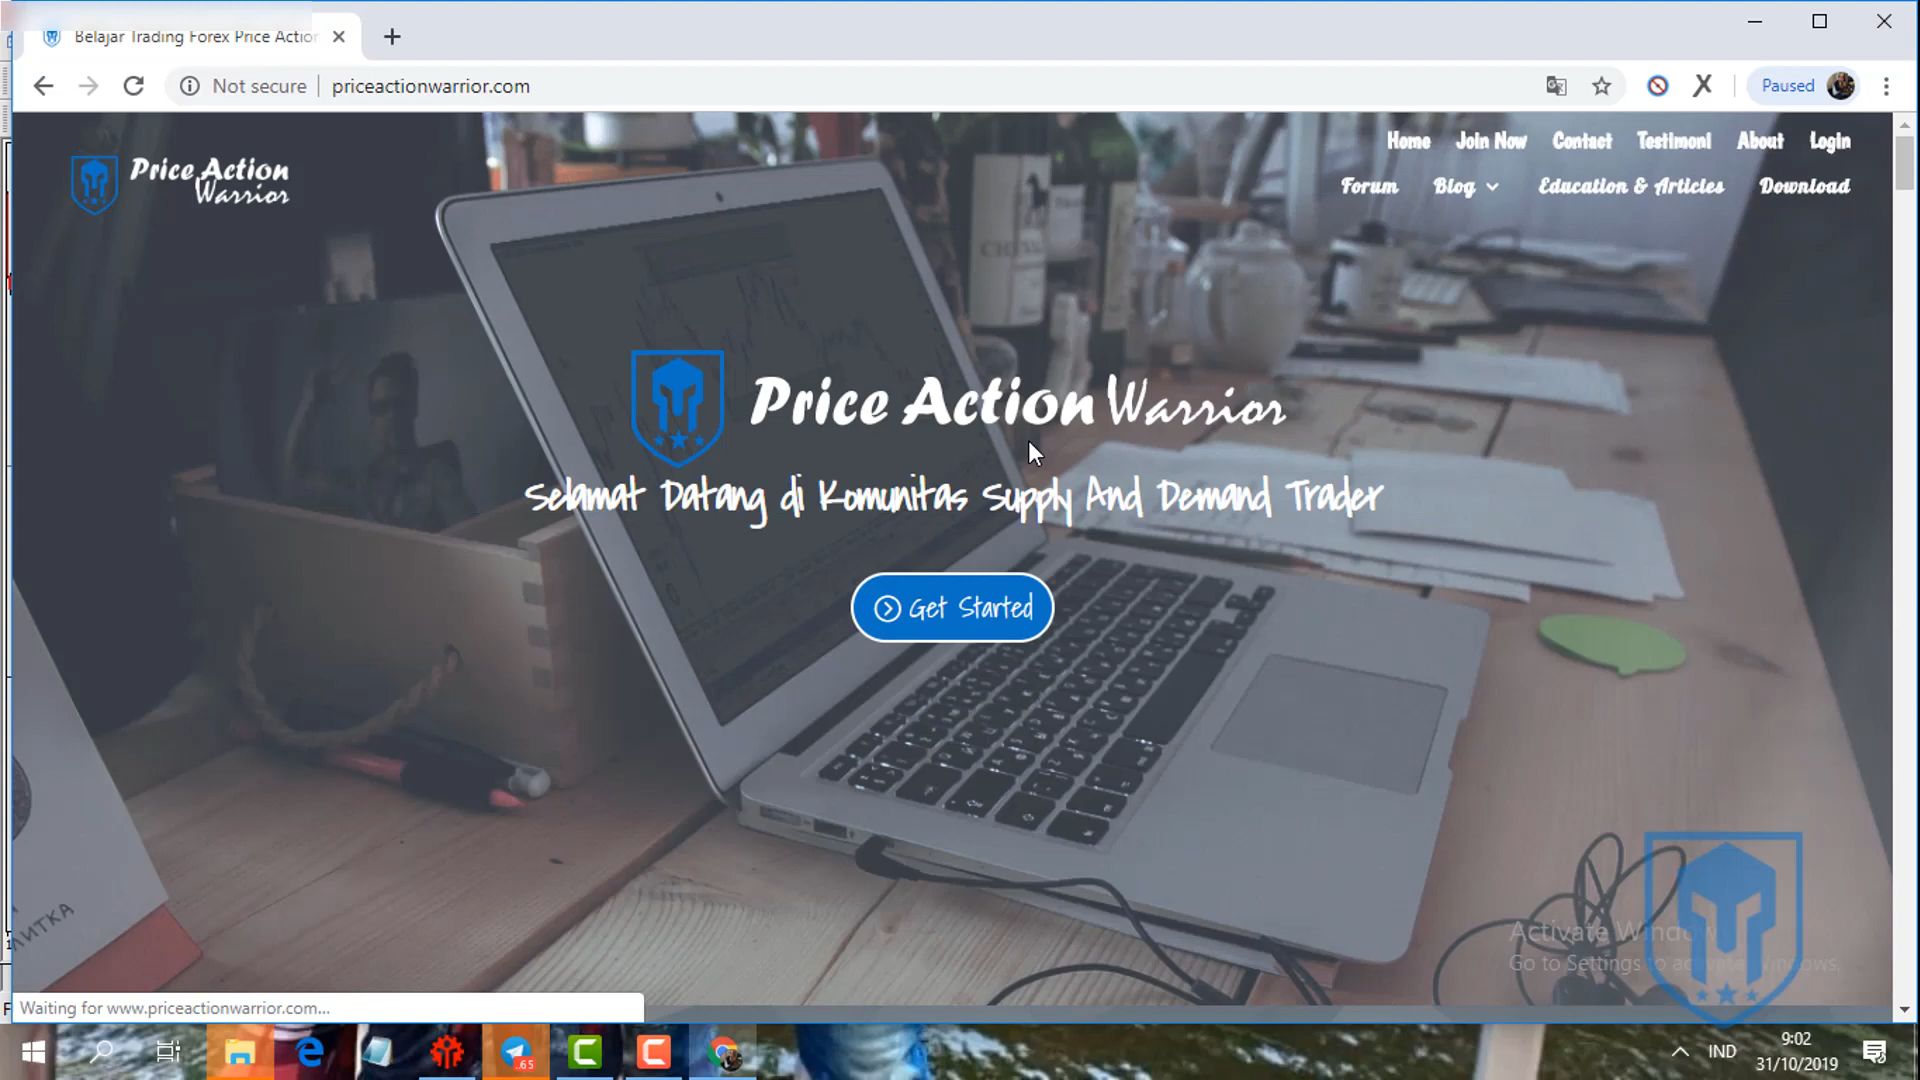 Belajar Trading Forex Price Action
Not secure
priceactionwarrior.com
Paused
Price Action
Warrior
Home
Join Now
Contact
Testimoni
About
Login
Forum
Blog
Education & Articles
Download
Price Action Warrior
Selamat Datang di Komunitas Supply And Demand Trader
Get Started
Activate Windows
Go to Settings to activate Windows.
Waiting for www.priceactionwarrior.com...
65
IND
9:02
31/10/2019